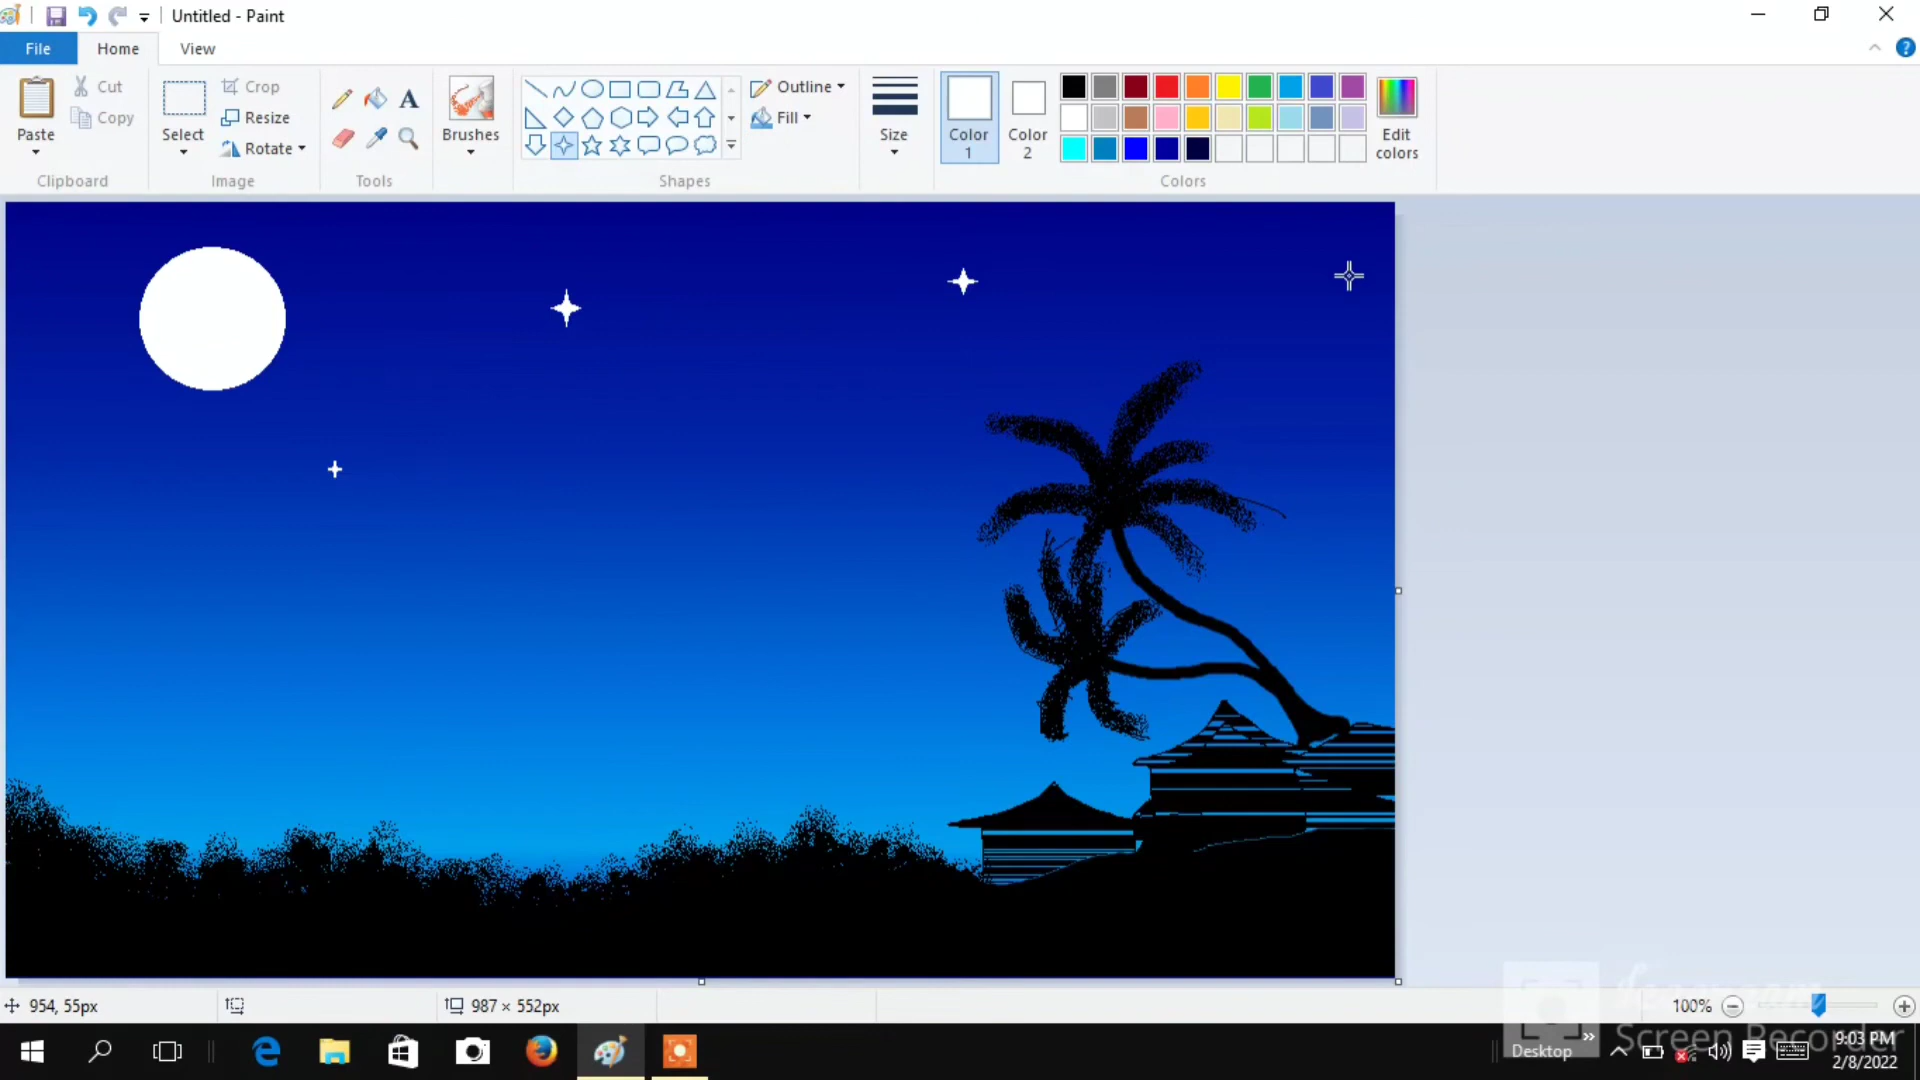 Untitled - Paint
File Home View
Paste
Cut
Copy
Clipboard
Select
Crop
Resize
Rotate
Image
A
Tools
Brushes
Shapes
Outline
Fill
Size
Color 1
Color 2
Edit colors
Colors
954, 55px
987 × 552px
100%
Screen Recorder
Desktop
9:03 PM
2/8/2022